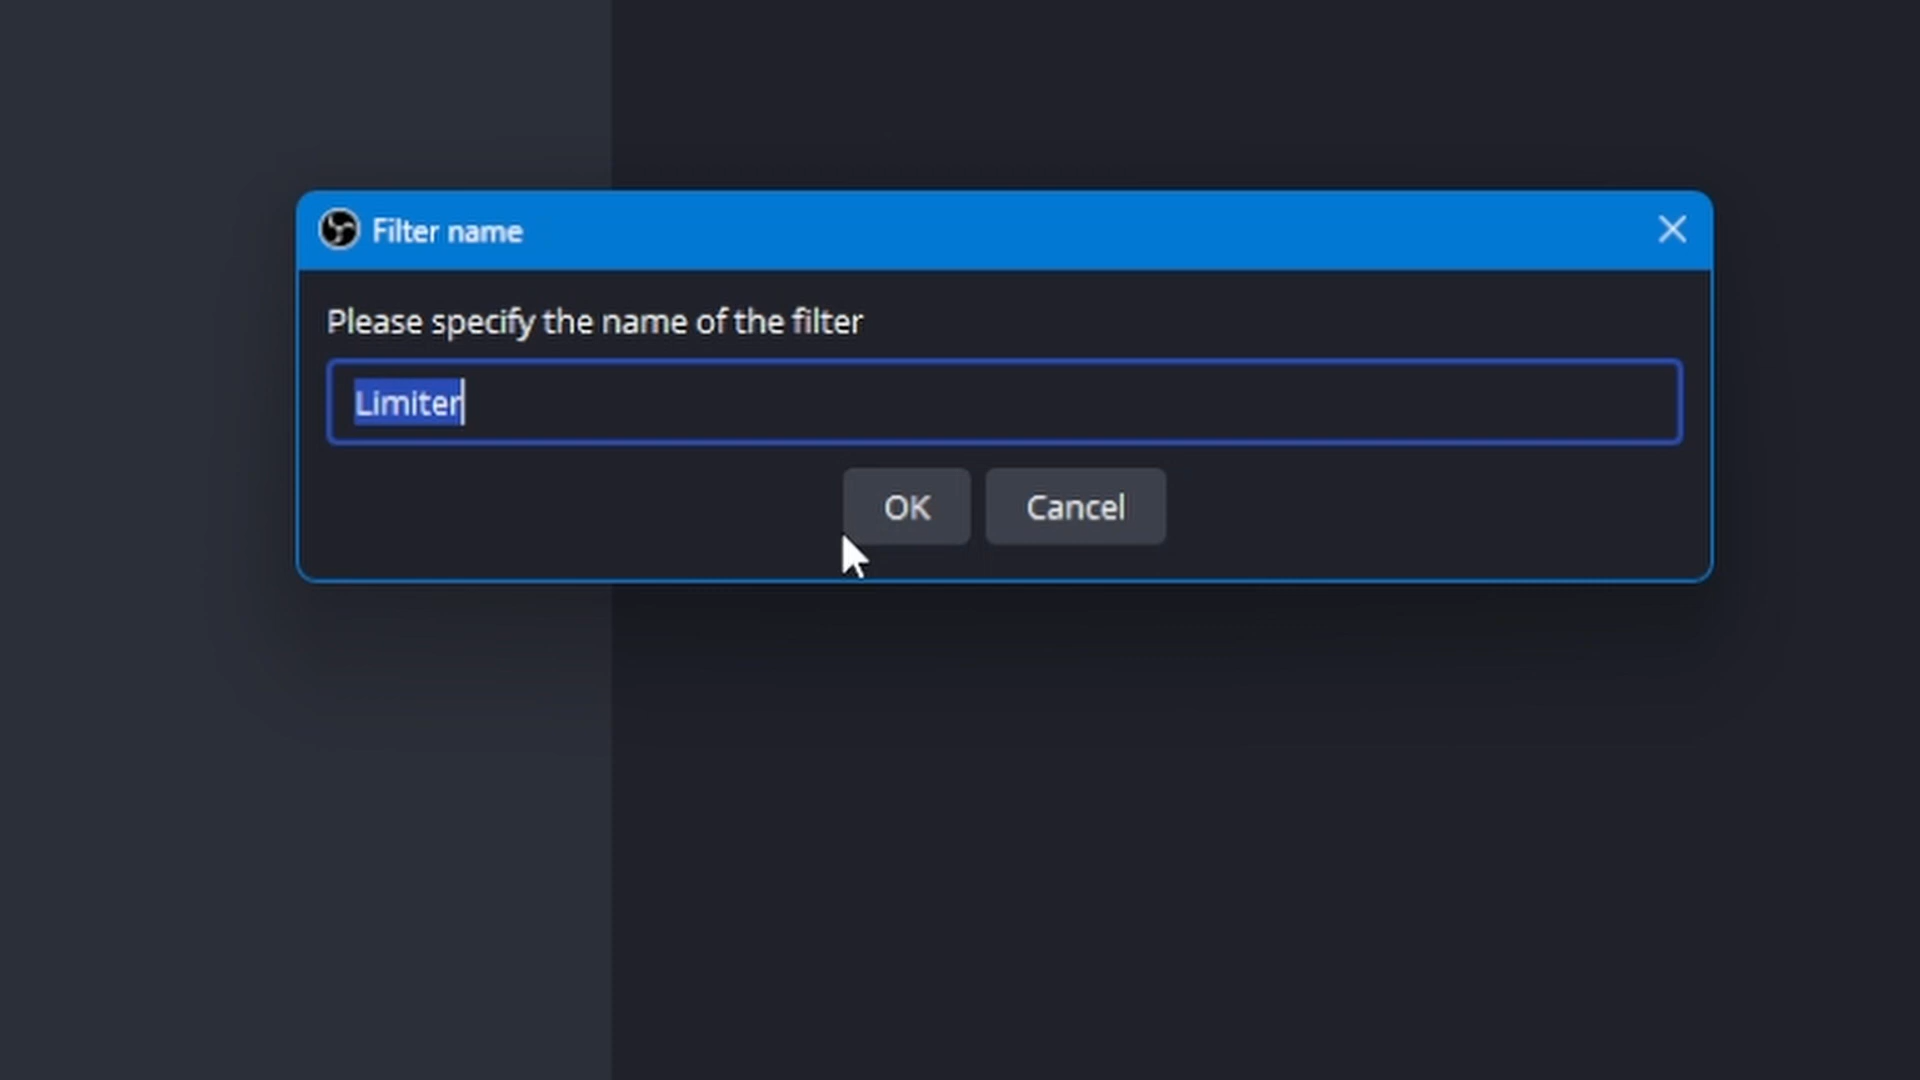 Filter name
Please specify the name of the filter
Limiter
OK Cancel